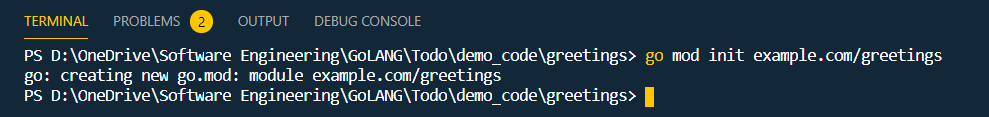 TERMINAL PROBLEMS 2 OUTPUT DEBUG CONSOLE
PS D:\OneDrive\Software Engineering\GoLANG\Todo\demo_code\greetings> go mod init example.com/greetings
go: creating new go.mod: module example.com/greetings
PS D:\OneDrive\Software Engineering\GoLANG\Todo\demo_code\greetings>